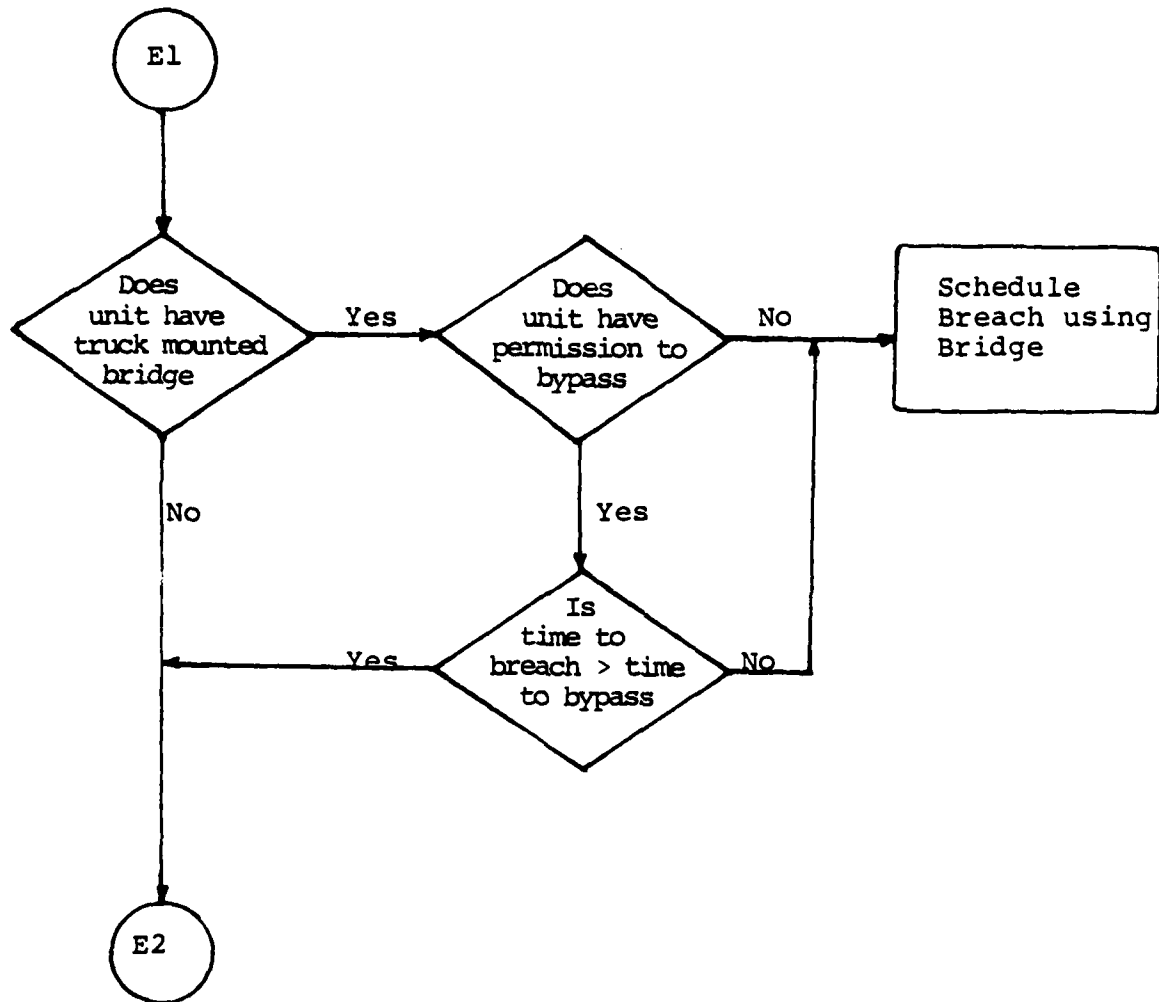 E1
Does
unit have
truck mounted
bridge
Yes
Does
unit have
permission to
bypass
No
Schedule
Breach using
Bridge
No
Yes
Is
time to
breach > time
to bypass
Yes
No
E2